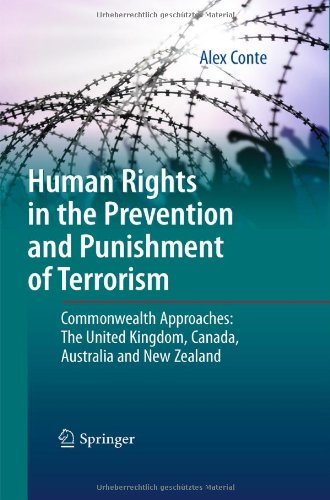 Urheberrechtlich geschütztes Material
Alex Conte
Human Rights
in the Prevention
and Punishment
of Terrorism
Commonwealth Approaches:
The United Kingdom, Canada,
Australia and New Zealand
Springer
Urheberrechtlich geschütztes Material